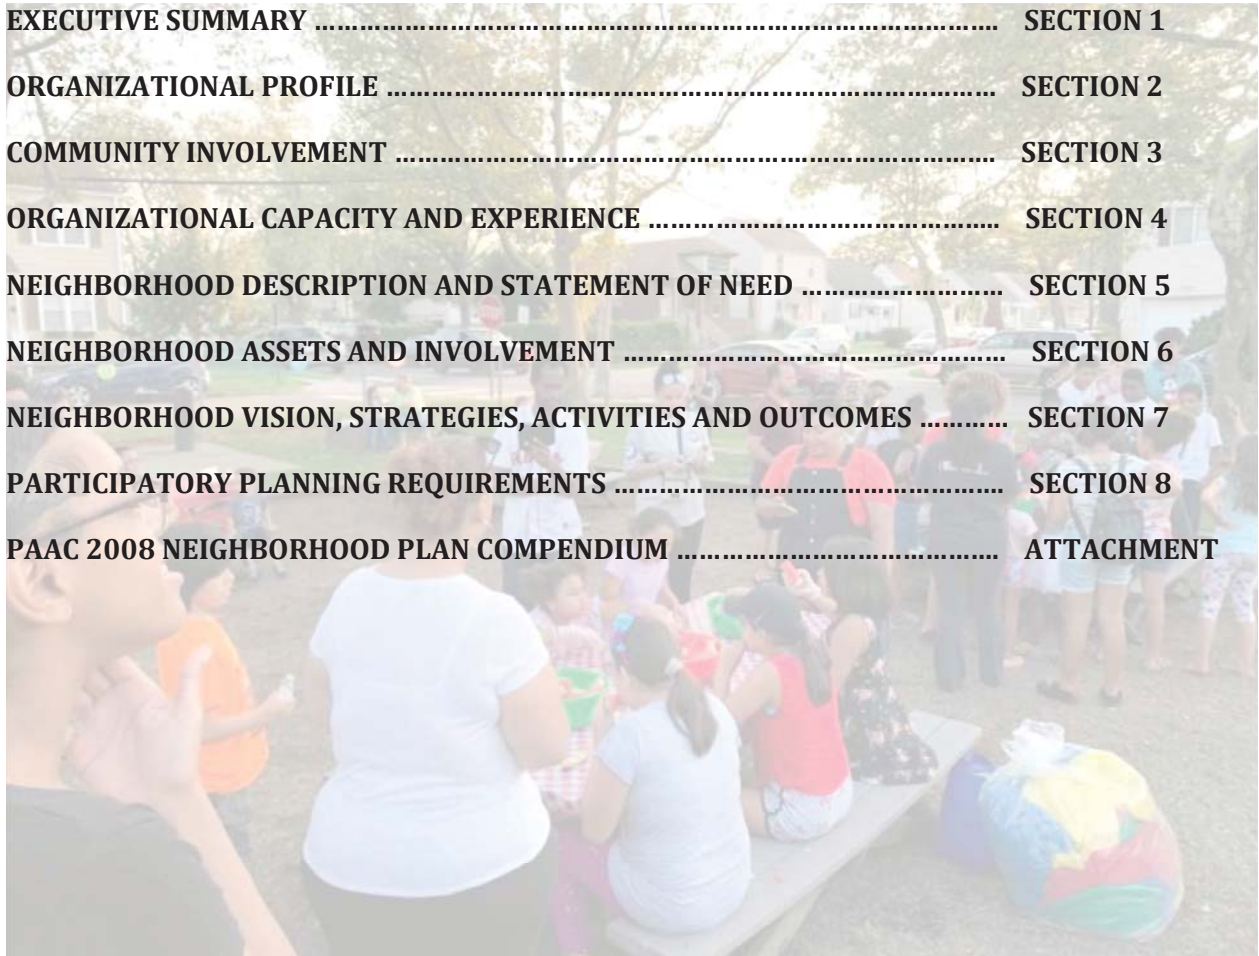 EXECUTIVE SUMMARY ……………………………………………………………………. SECTION 1
ORGANIZATIONAL PROFILE …………………………………………………………… SECTION 2
COMMUNITY INVOLVEMENT …………………………………………………………. SECTION 3
ORGANIZATIONAL CAPACITY AND EXPERIENCE ………………………………….. SECTION 4
NEIGHBORHOOD DESCRIPTION AND STATEMENT OF NEED …………………… SECTION 5
NEIGHBORHOOD ASSETS AND INVOLVEMENT …………………………………… SECTION 6
NEIGHBORHOOD VISION, STRATEGIES, ACTIVITIES AND OUTCOMES ………… SECTION 7
PARTICIPATORY PLANNING REQUIREMENTS ……………………………………. SECTION 8
PAAC 2008 NEIGHBORHOOD PLAN COMPENDIUM ………………………………. ATTACHMENT